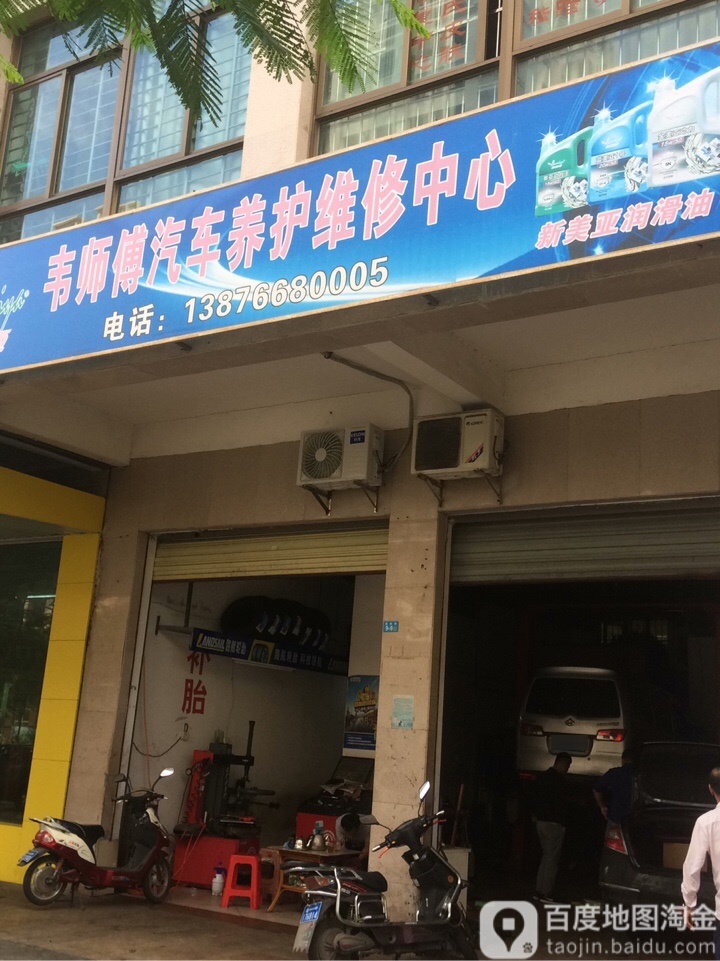 韦师傅汽车养护维修中心
电话：13876680005
新美亚润滑油
补胎
百度地图淘金
taojin.baidu.com